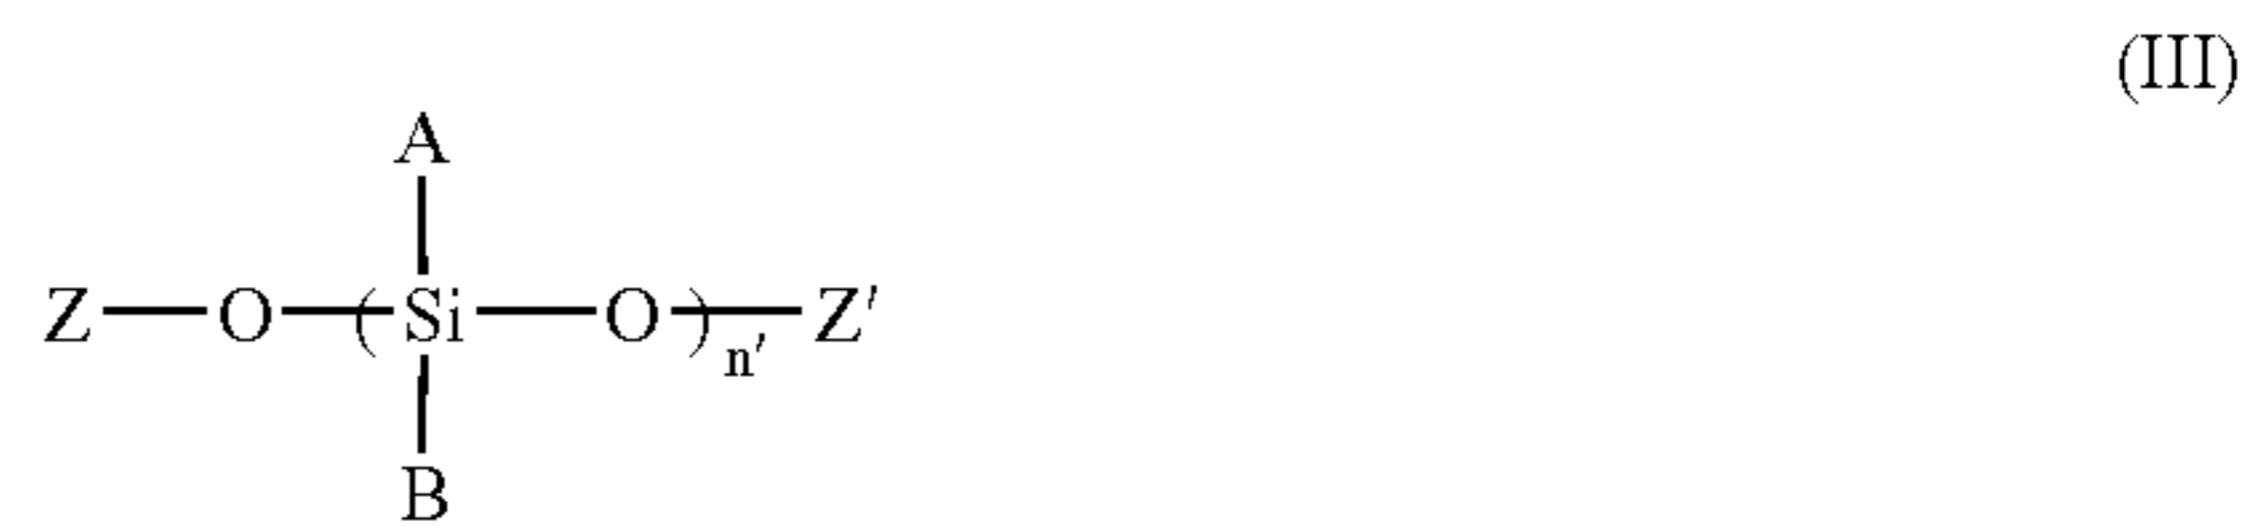 (III)
A
Z—O—(Si—O)n'—Z'
B